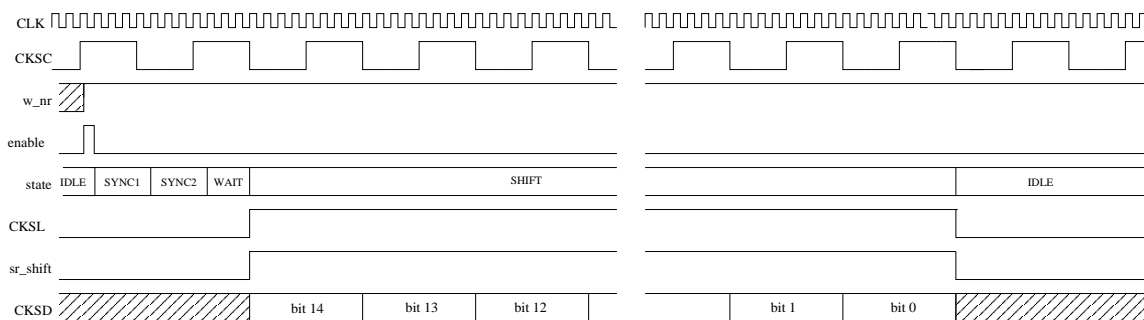 CLK
CKSC
w_nr
enable
state IDLE SYNC1 SYNC2 WAIT SHIFT IDLE
CKSL
sr_shift
CKSD bit 14 bit 13 bit 12 bit 1 bit 0